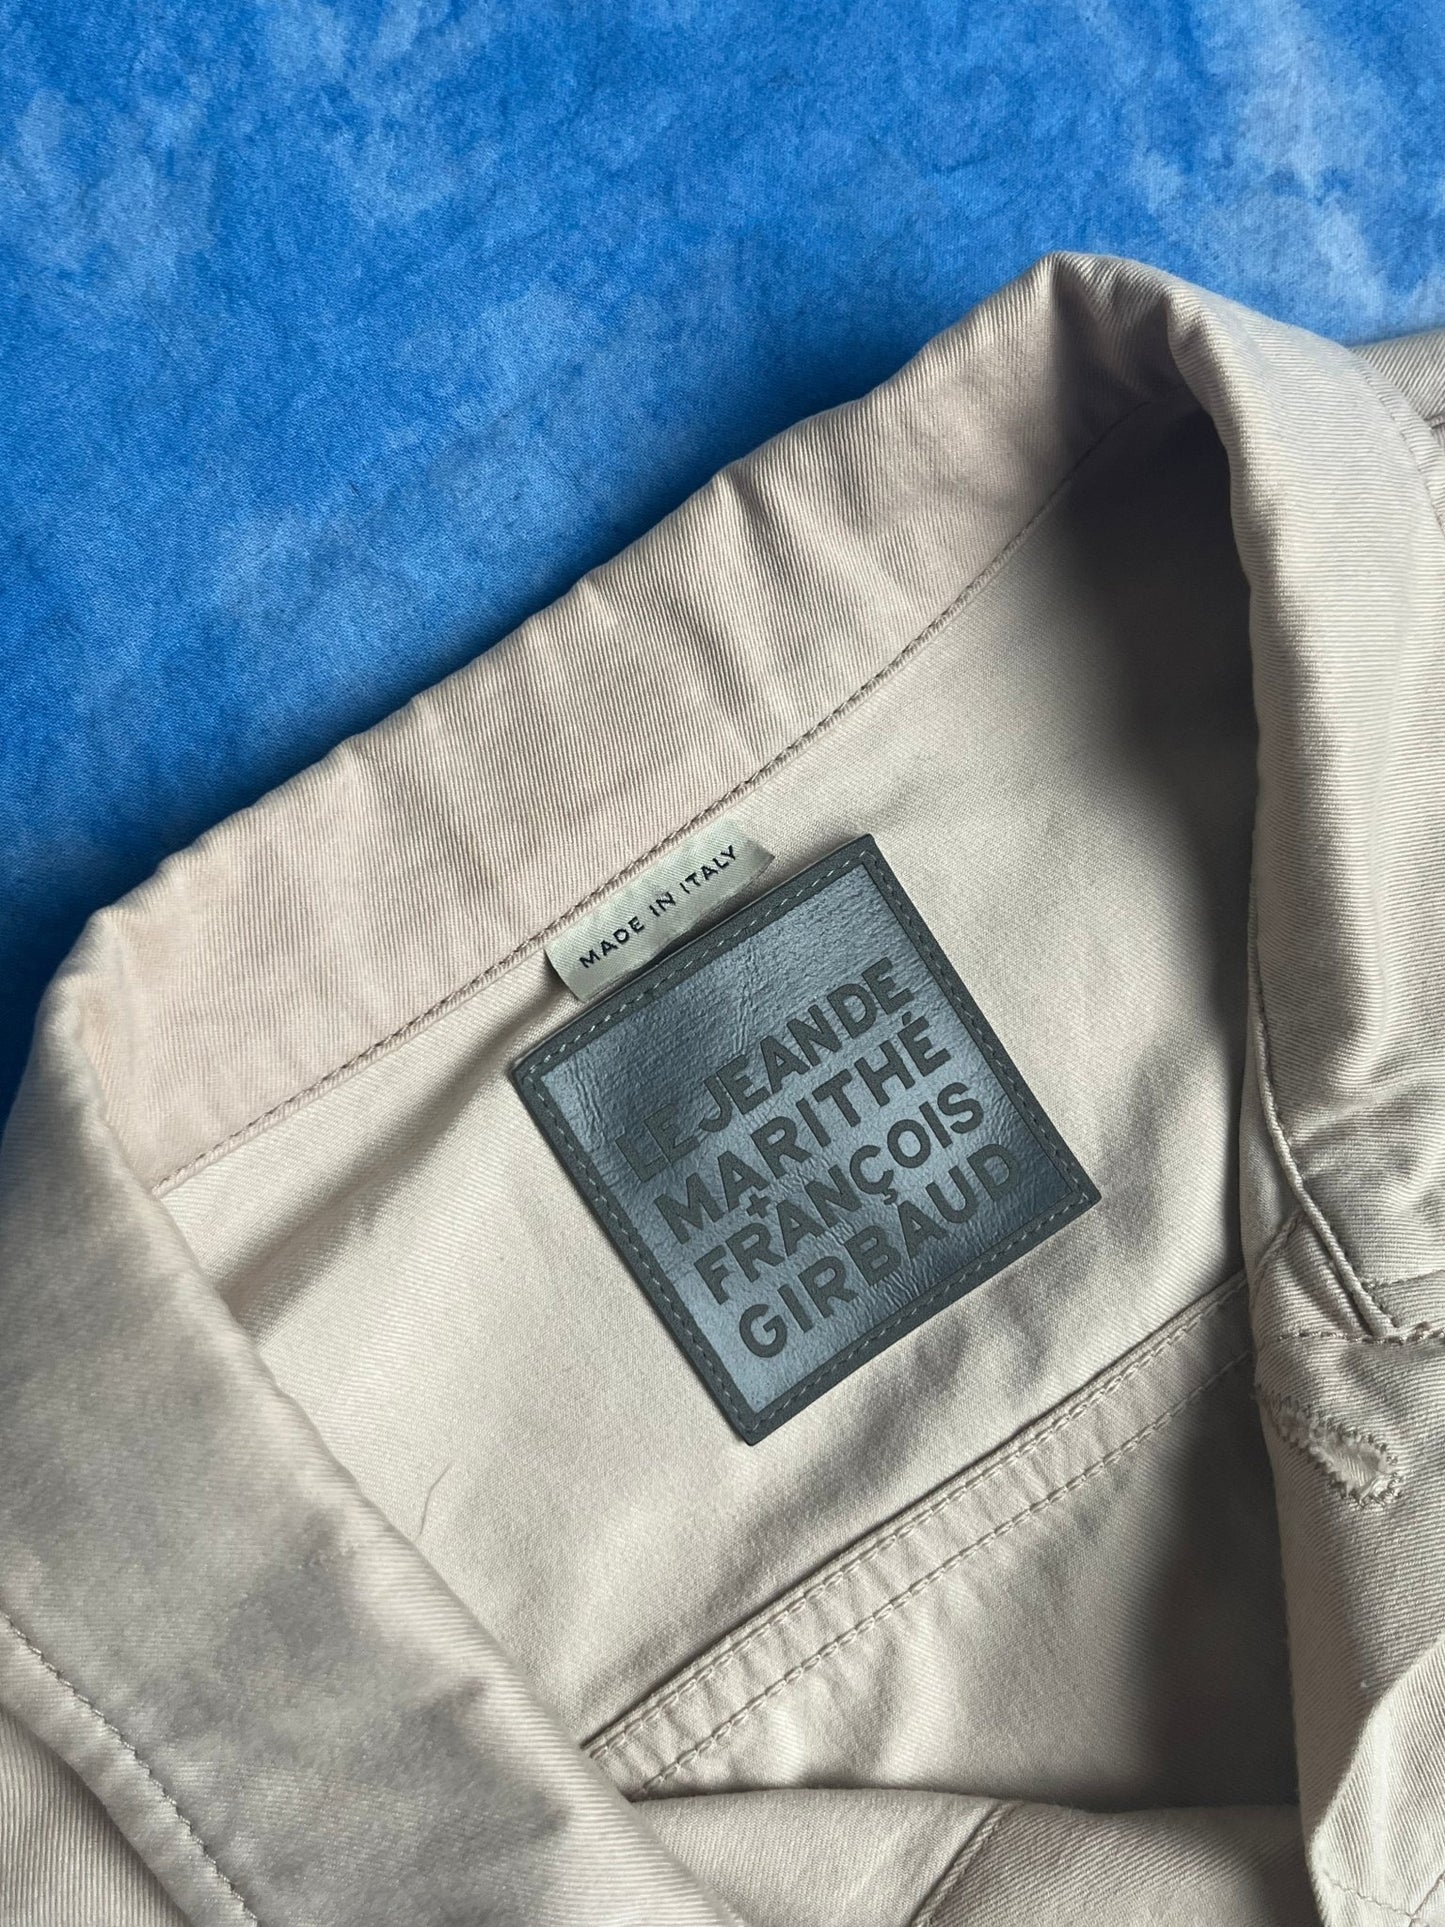 MADE IN ITALY
LE JEAN DE
MARITHÉ
+
FRANÇOIS
GIRBAUD